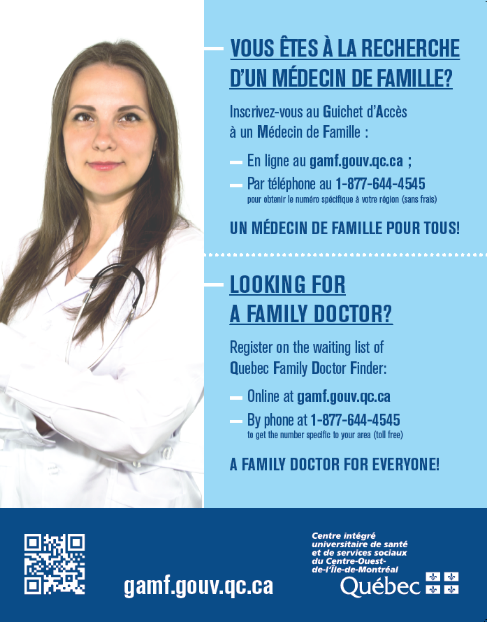 VOUS ÊTES À LA RECHERCHE
D'UN MÉDECIN DE FAMILLE?
Inscrivez-vous au Guichet d'Accès
à un Médecin de Famille :
En ligne au gamf.gouv.qc.ca ;
Par téléphone au 1-877-644-4545
pour obtenir le numéro spécifique à votre région (sans frais)
UN MÉDECIN DE FAMILLE POUR TOUS!
LOOKING FOR
A FAMILY DOCTOR?
Register on the waiting list of
Quebec Family Doctor Finder:
Online at gamf.gouv.qc.ca
By phone at 1-877-644-4545
to get the number specific to your area (toll free)
A FAMILY DOCTOR FOR EVERYONE!
gamf.gouv.qc.ca
Centre intégré
universitaire de santé
et de services sociaux
du Centre-Ouest-
de-l'Île-de-Montréal
Québec